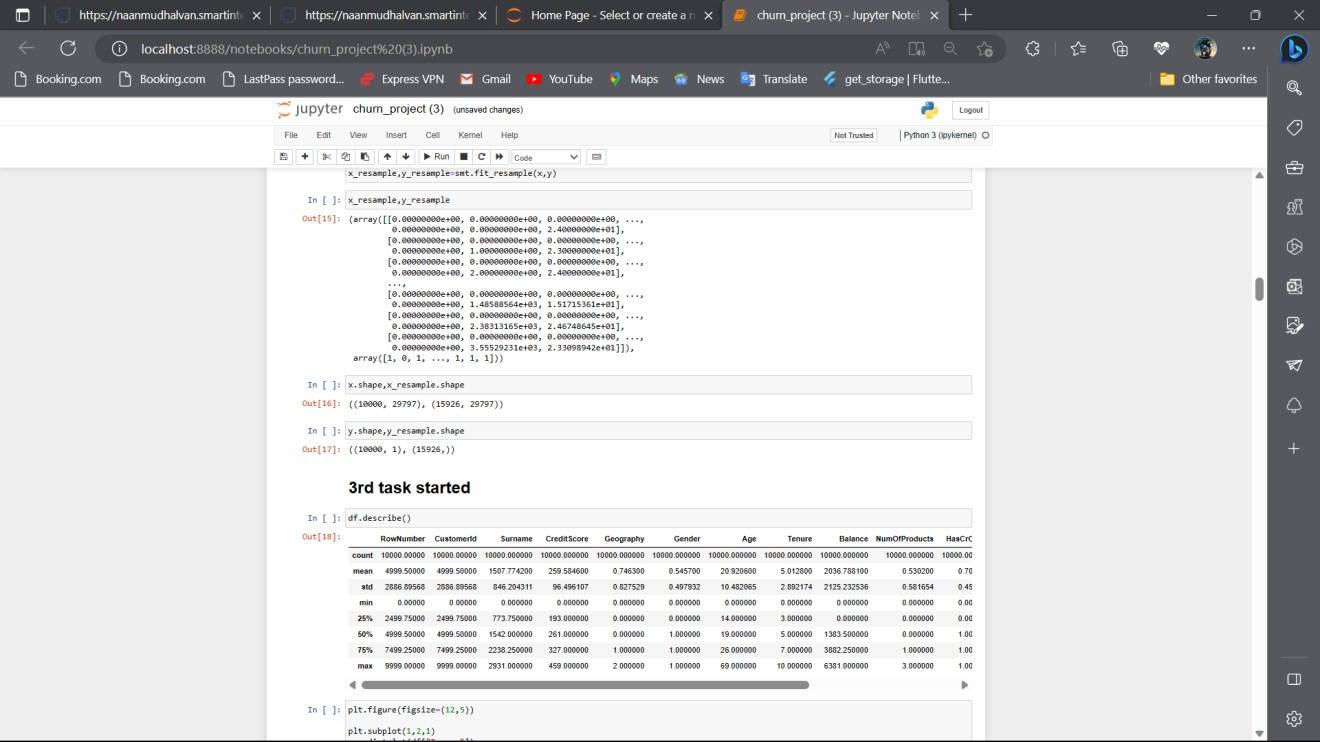 https://naanmudhalvan.smartint
https://naanmudhalvan.smartint
Home Page - Select or create a n
churn_project (3) - Jupyter Noteb
localhost:8888/notebooks/churn_project%20(3).ipynb
Booking.com
Booking.com
LastPass password...
Express VPN
Gmail
YouTube
Maps
News
Translate
get_storage | Flutte...
Other favorites
jupyter churn_project (3) (unsaved changes)
Logout
File Edit View Insert Cell Kernel Help
Not Trusted
Python 3 (ipykernel)
Run
Code
x_resample,y_resample=smt.fit_resample(x,y)
In [ ]: x_resample,y_resample
Out[15]: (array([[0.00000000e+00, 0.00000000e+00, 0.00000000e+00, ...,
0.00000000e+00, 0.00000000e+00, 2.40000000e+01],
[0.00000000e+00, 0.00000000e+00, 0.00000000e+00, ...,
0.00000000e+00, 1.00000000e+00, 2.30000000e+01],
[0.00000000e+00, 0.00000000e+00, 0.00000000e+00, ...,
0.00000000e+00, 2.00000000e+00, 2.40000000e+01],
...,
[0.00000000e+00, 0.00000000e+00, 0.00000000e+00, ...,
0.00000000e+00, 1.48588564e+03, 1.51715361e+01],
[0.00000000e+00, 0.00000000e+00, 0.00000000e+00, ...,
0.00000000e+00, 2.38313165e+03, 2.46748645e+01],
[0.00000000e+00, 0.00000000e+00, 0.00000000e+00, ...,
0.00000000e+00, 3.55529231e+03, 2.33098942e+01]]),
array([1, 0, 1, ..., 1, 1, 1]))
In [ ]: x.shape,x_resample.shape
Out[16]: ((10000, 29797), (15926, 29797))
In [ ]: y.shape,y_resample.shape
Out[17]: ((10000, 1), (15926,))
3rd task started
In [ ]: df.describe()
Out[18]:
RowNumber CustomerId Surname CreditScore Geography Gender Age Tenure Balance NumOfProducts HasCrC
count 10000.00000 10000.00000 10000.000000 10000.000000 10000.000000 10000.000000 10000.000000 10000.000000 10000.000000 10000.000000 10000.00
mean 4999.50000 4999.50000 1507.774200 259.584600 0.746300 0.545700 20.920600 5.012800 2036.788100 0.530200 0.70
std 2886.89568 2886.89568 846.204311 96.496107 0.827529 0.497932 10.482065 2.892174 2125.232536 0.581654 0.45
min 0.00000 0.00000 0.000000 0.000000 0.000000 0.000000 0.000000 0.000000 0.000000 0.000000 0.00
25% 2499.75000 2499.75000 773.750000 193.000000 0.000000 0.000000 14.000000 3.000000 0.000000 0.000000 0.00
50% 4999.50000 4999.50000 1542.000000 261.000000 0.000000 1.000000 19.000000 5.000000 1383.500000 0.000000 1.00
75% 7499.25000 7499.25000 2238.250000 327.000000 1.000000 1.000000 26.000000 7.000000 3882.250000 1.000000 1.00
max 9999.00000 9999.00000 2931.000000 459.000000 2.000000 1.000000 69.000000 10.000000 6381.000000 3.000000 1.00
In [ ]: plt.figure(figsize=(12,5))
plt.subplot(1,2,1)